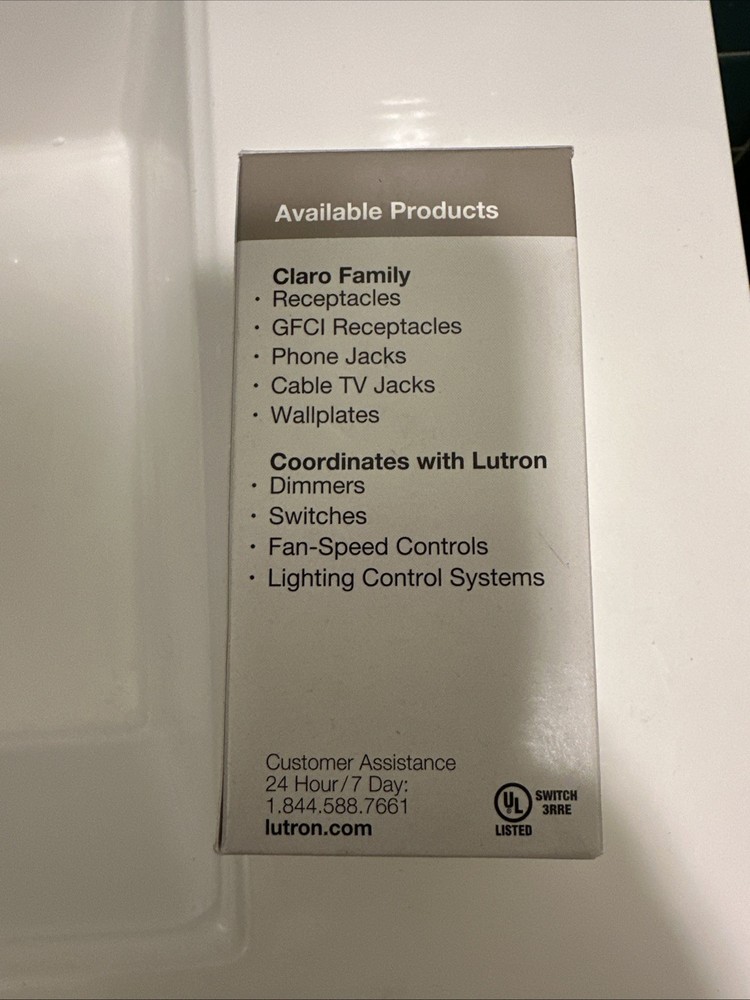 Available Products
Claro Family
• Receptacles
• GFCI Receptacles
• Phone Jacks
• Cable TV Jacks
• Wallplates
Coordinates with Lutron
• Dimmers
• Switches
• Fan-Speed Controls
• Lighting Control Systems
Customer Assistance
24 Hour/7 Day:
1.844.588.7661
lutron.com
UL® SWITCH
3RRE
LISTED